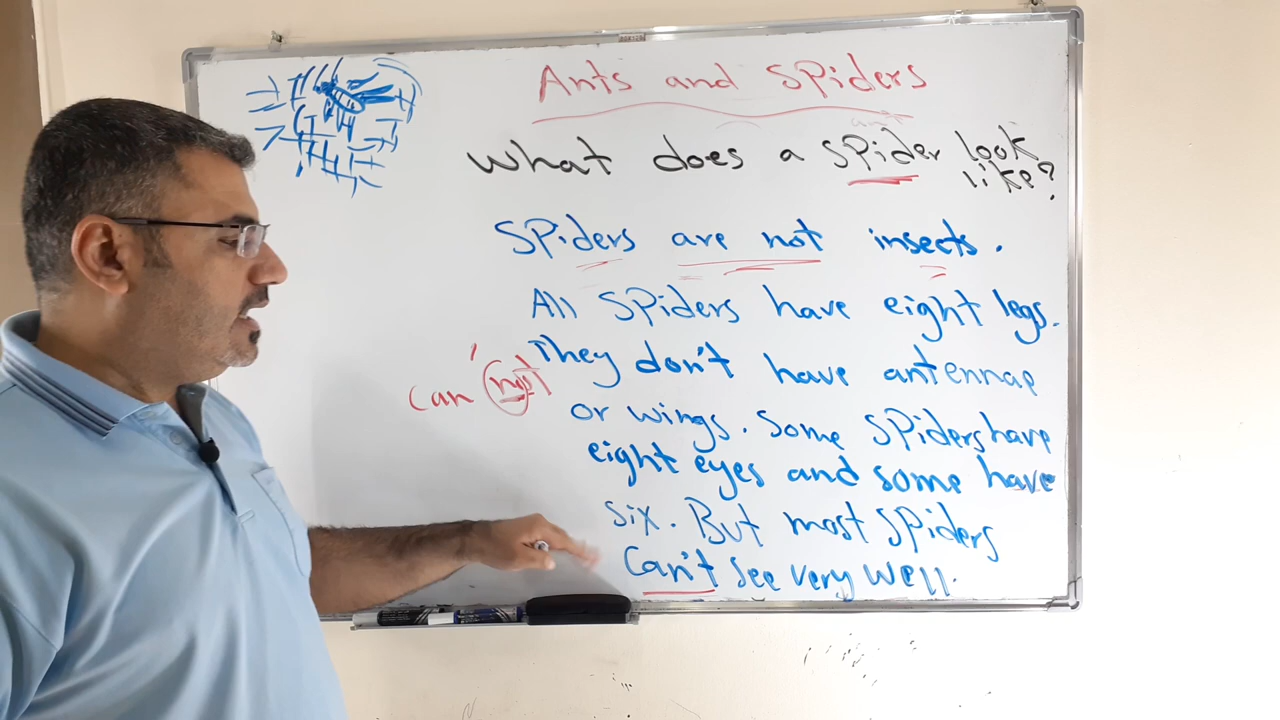 Ants and Spiders
What does a spider look
like?
Spiders are not insects.
All Spiders have eight legs.
They don't have antennae
or wings. Some Spiders have
eight eyes and some have
six. But most Spiders
Can't see very well.
can not